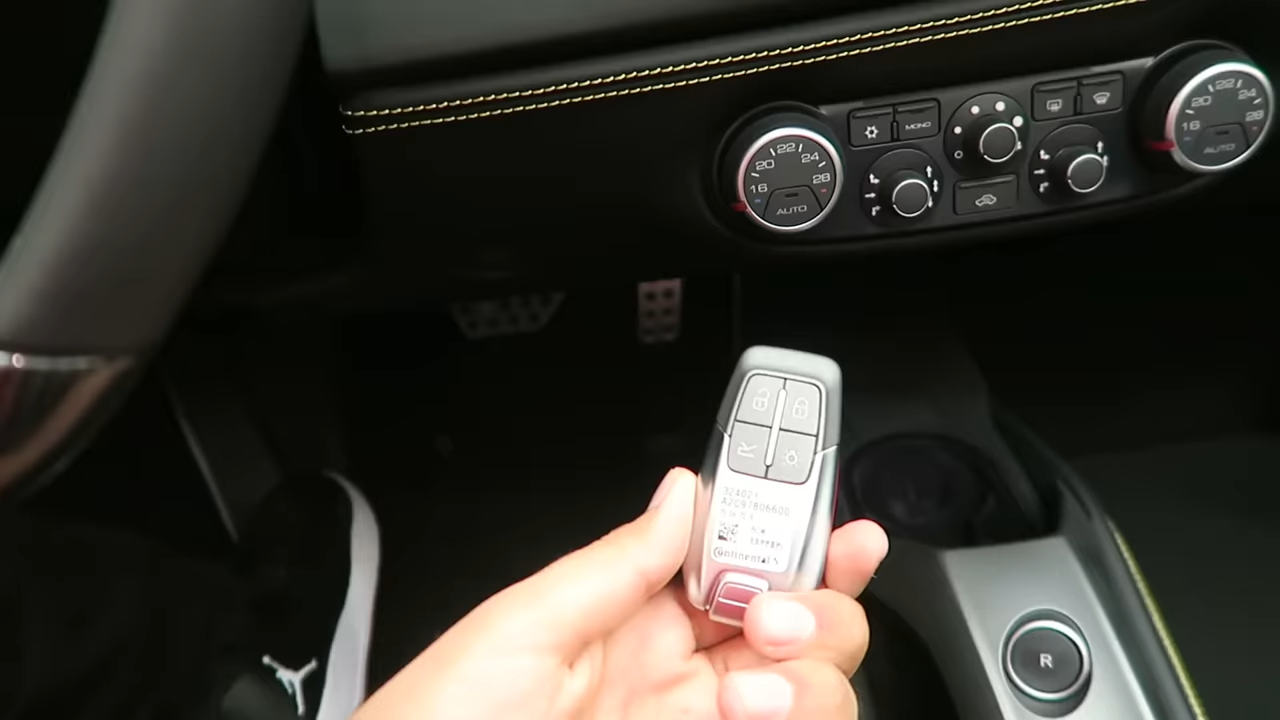 16 20 22 24 28
AUTO
MONO
16 20 22 24 28
AUTO
324021
A2C97806600
Continental
R